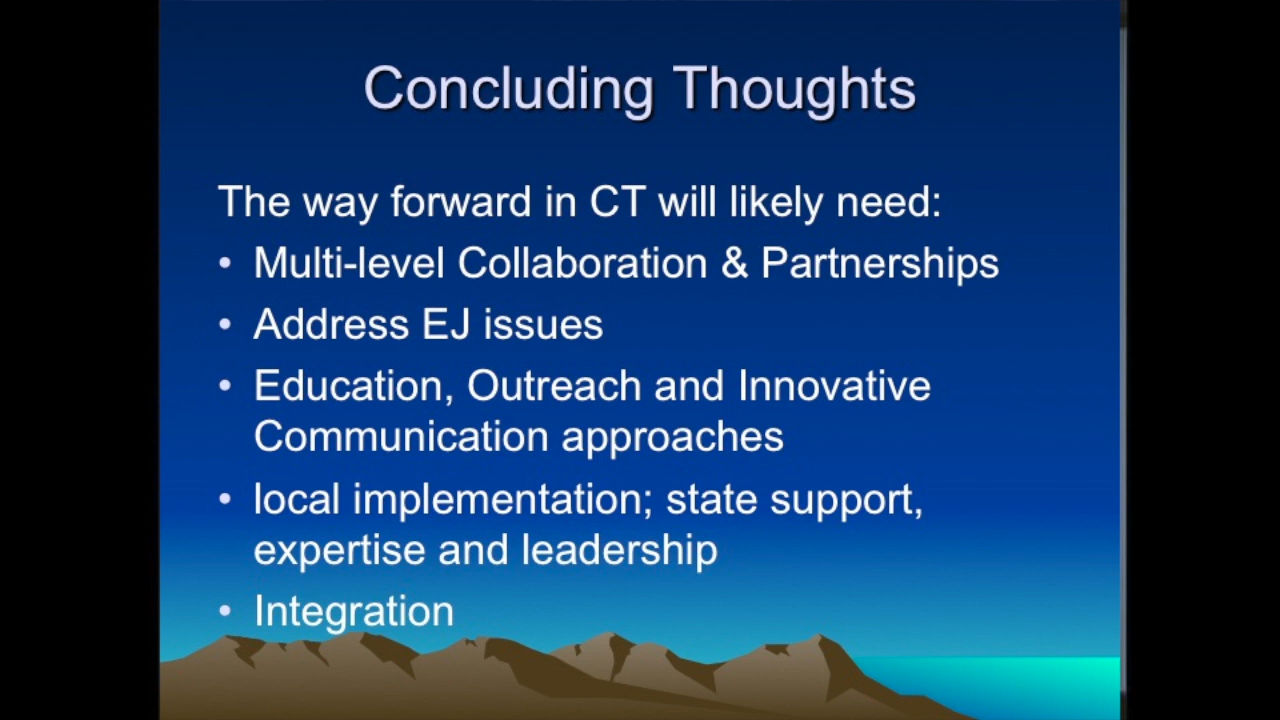 Concluding Thoughts
The way forward in CT will likely need:
• Multi-level Collaboration & Partnerships
• Address EJ issues
• Education, Outreach and Innovative
Communication approaches
• local implementation; state support,
expertise and leadership
• Integration